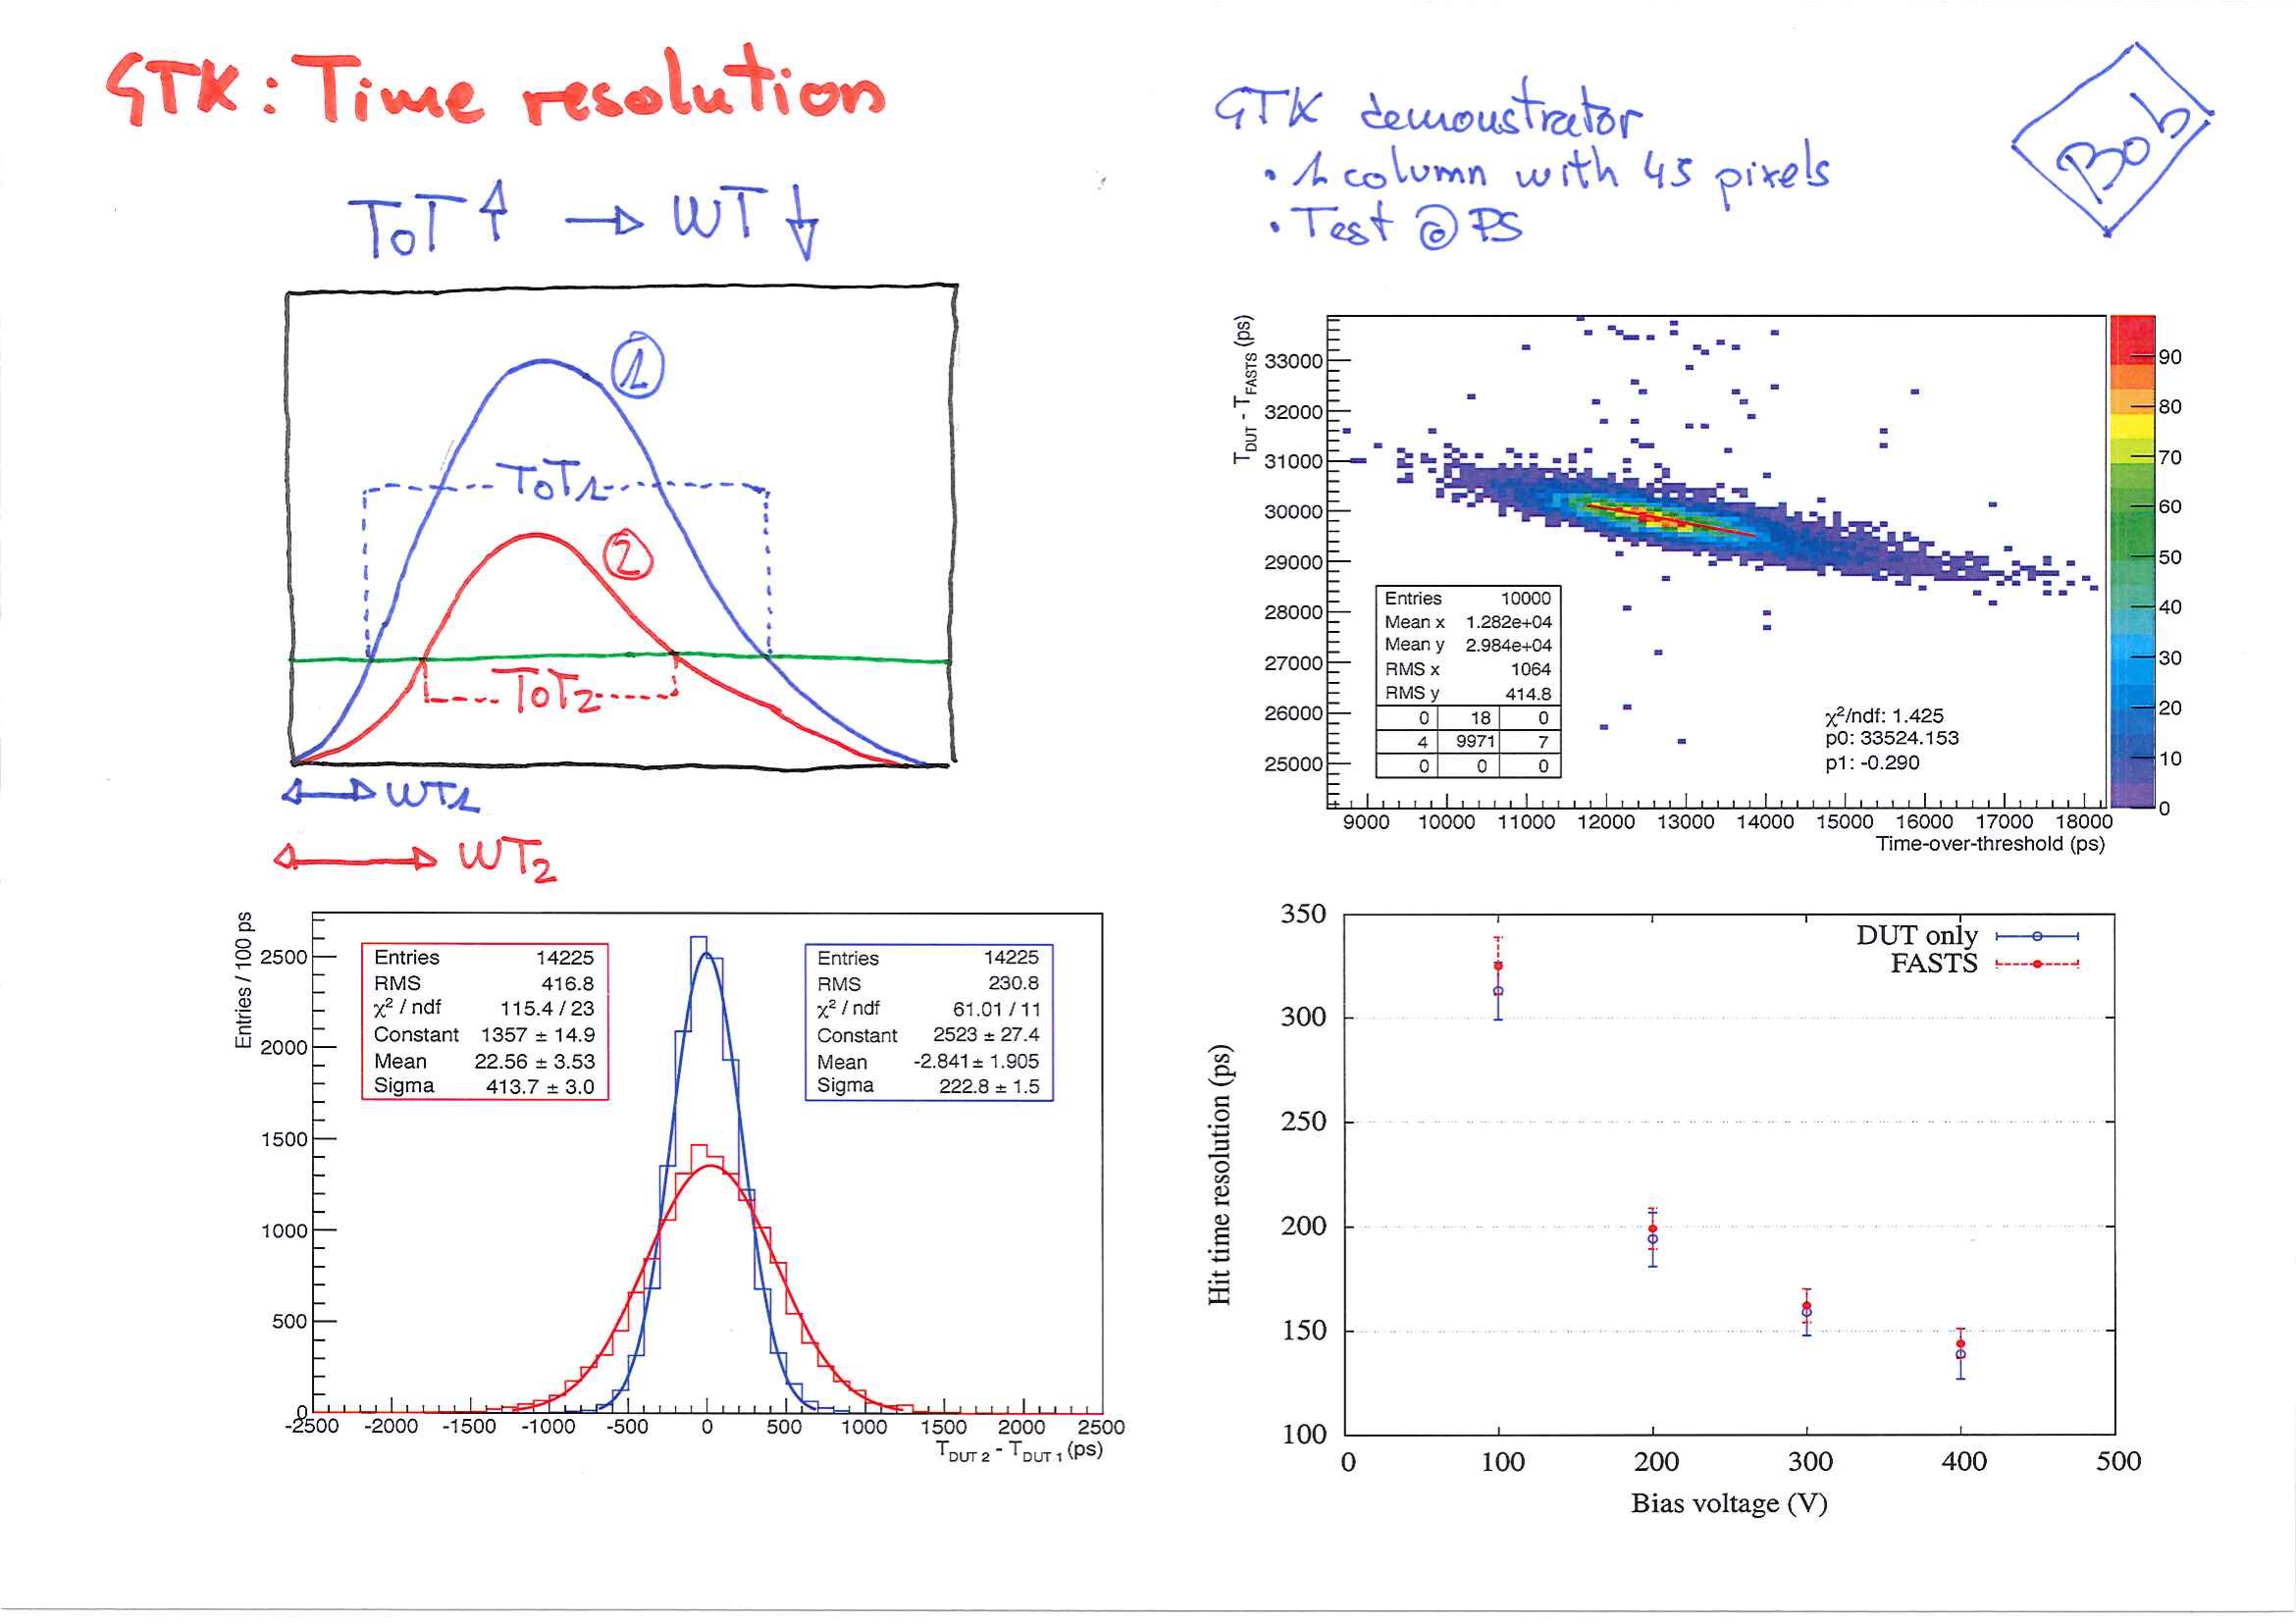 GTK: Time resolution
ToT↑ → WT↓
GTK demonstrator
• 1 column with 45 pixels
• Test @ PS
Bob
1
ToT1
2
ToT2
WT1
WT2
T_DUT - T_FASTS (ps)
33000
32000
31000
30000
29000
28000
27000
26000
25000
Entries 10000
Mean x 1.282e+04
Mean y 2.984e+04
RMS x 1064
RMS y 414.8
0 18 0
4 9971 7
0 0 0
χ²/ndf: 1.425
p0: 33524.153
p1: -0.290
9000 10000 11000 12000 13000 14000 15000 16000 17000 18000
Time-over-threshold (ps)
90
80
70
60
50
40
30
20
10
0
Entries / 100 ps
2500
2000
1500
1000
500
0
Entries 14225
RMS 416.8
χ² / ndf 115.4 / 23
Constant 1357 ± 14.9
Mean 22.56 ± 3.53
Sigma 413.7 ± 3.0
Entries 14225
RMS 230.8
χ² / ndf 61.01 / 11
Constant 2523 ± 27.4
Mean -2.841± 1.905
Sigma 222.8 ± 1.5
-2500 -2000 -1500 -1000 -500 0 500 1000 1500 2000 2500
T_DUT 2 - T_DUT 1 (ps)
Hit time resolution (ps)
350
300
250
200
150
100
DUT only
FASTS
0 100 200 300 400 500
Bias voltage (V)